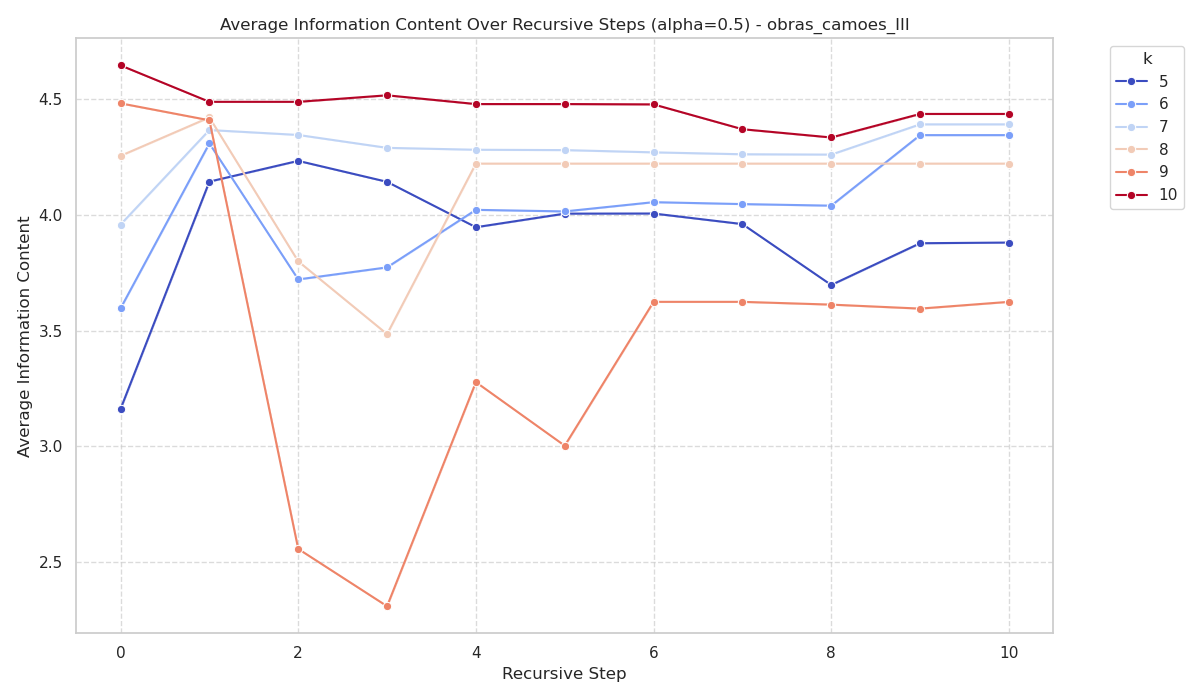 Average Information Content Over Recursive Steps (alpha=0.5) - obras_camoes_III
k
5
6
7
8
9
10
4.5
4.0
3.5
3.0
2.5
Average Information Content
0 2 4 6 8 10
Recursive Step